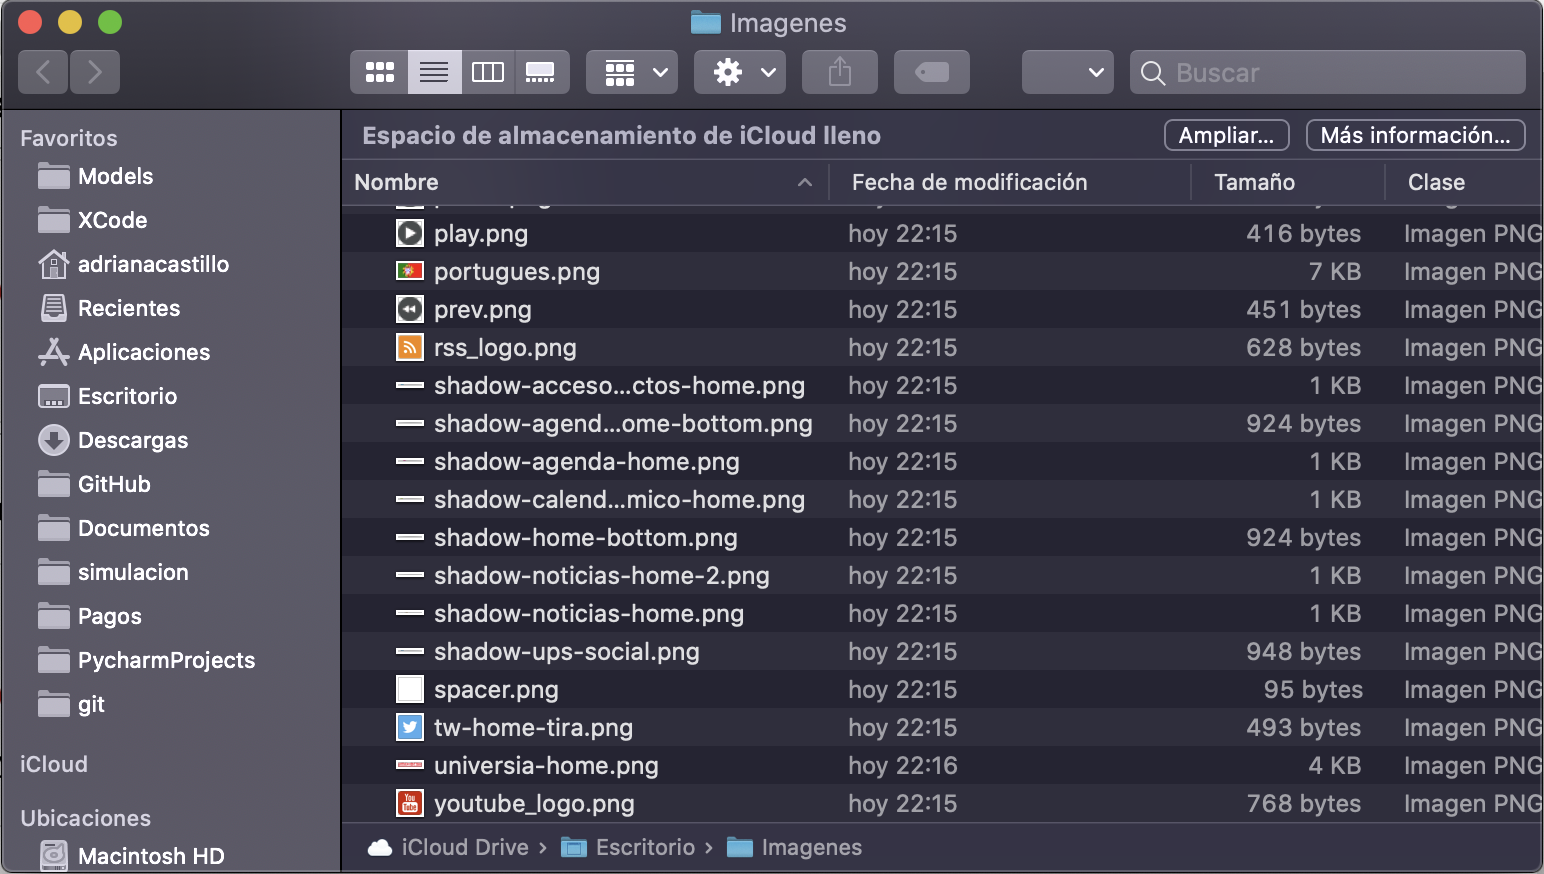 Imagenes
Buscar
Favoritos
Models
XCode
adrianacastillo
Recientes
Aplicaciones
Escritorio
Descargas
GitHub
Documentos
simulacion
Pagos
PycharmProjects
git
iCloud
Ubicaciones
Macintosh HD
Espacio de almacenamiento de iCloud lleno Ampliar... Más información...
Nombre Fecha de modificación Tamaño Clase
play.png hoy 22:15 416 bytes Imagen PNG
portugues.png hoy 22:15 7 KB Imagen PNG
prev.png hoy 22:15 451 bytes Imagen PNG
rss_logo.png hoy 22:15 628 bytes Imagen PNG
shadow-acceso...ctos-home.png hoy 22:15 1 KB Imagen PNG
shadow-agend...ome-bottom.png hoy 22:15 924 bytes Imagen PNG
shadow-agenda-home.png hoy 22:15 1 KB Imagen PNG
shadow-calend...mico-home.png hoy 22:15 1 KB Imagen PNG
shadow-home-bottom.png hoy 22:15 924 bytes Imagen PNG
shadow-noticias-home-2.png hoy 22:15 1 KB Imagen PNG
shadow-noticias-home.png hoy 22:15 1 KB Imagen PNG
shadow-ups-social.png hoy 22:15 948 bytes Imagen PNG
spacer.png hoy 22:15 95 bytes Imagen PNG
tw-home-tira.png hoy 22:15 493 bytes Imagen PNG
universia-home.png hoy 22:16 4 KB Imagen PNG
youtube_logo.png hoy 22:15 768 bytes Imagen PNG
iCloud Drive › Escritorio › Imagenes